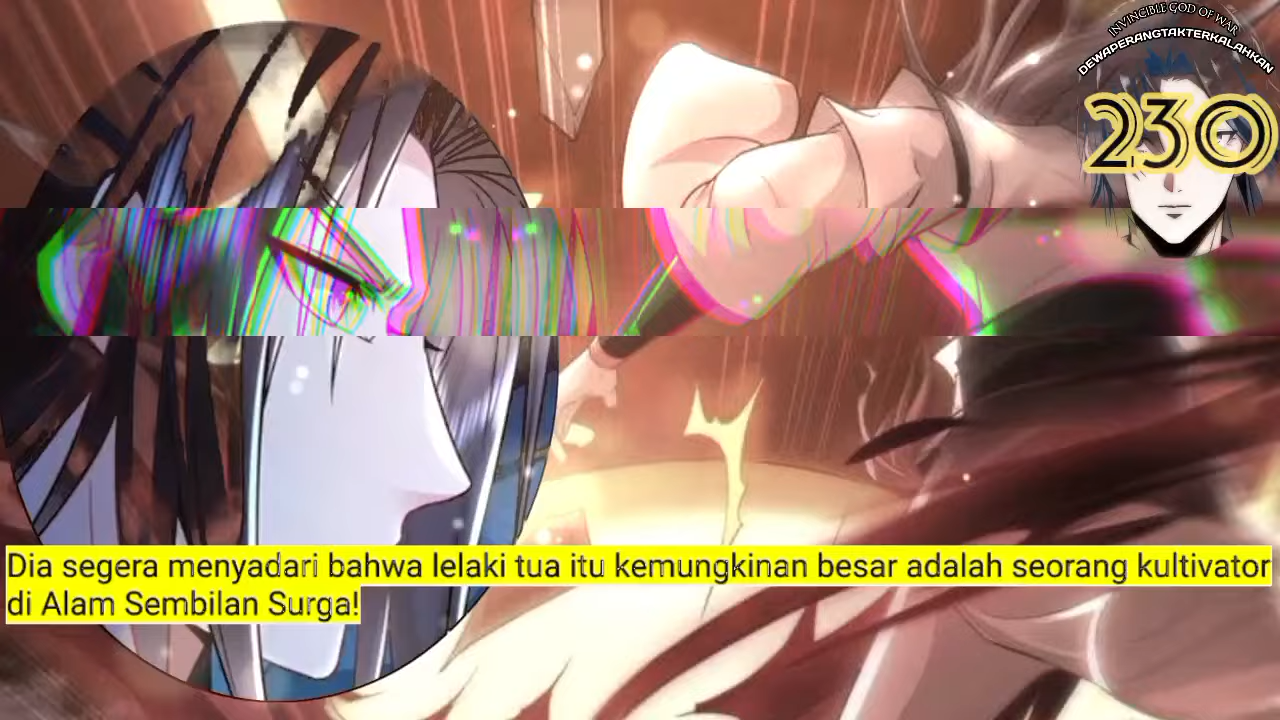 INVINCIBLE GOD OF WAR
DEWAPERANGTAKTERKALAHKAN
230
Dia segera menyadari bahwa lelaki tua itu kemungkinan besar adalah seorang kultivator
di Alam Sembilan Surga!